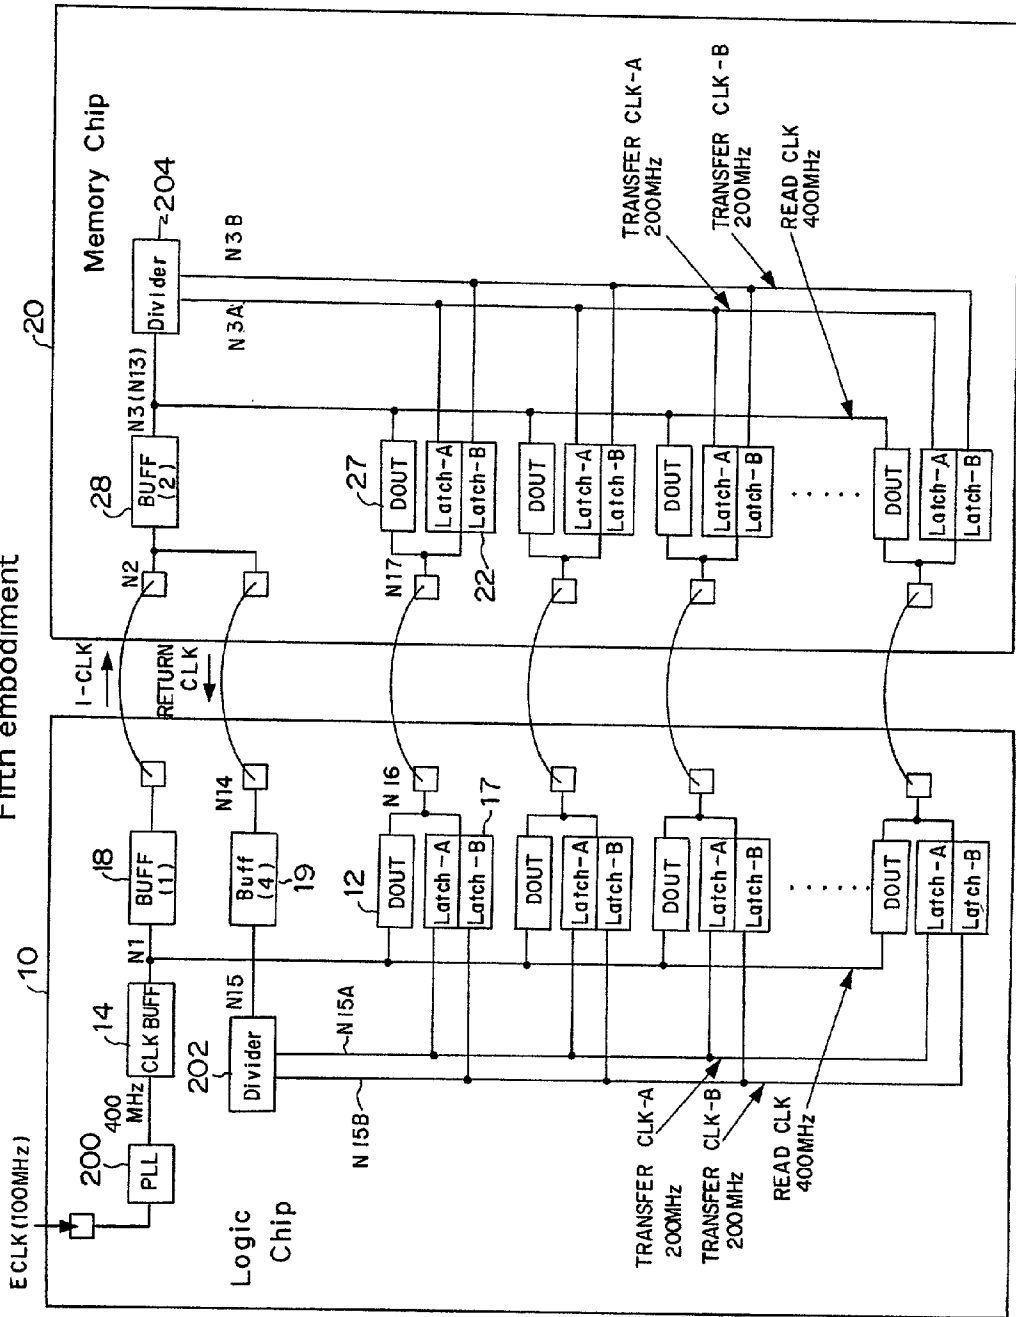 Fifth embodiment
10
20
Logic
Chip
Memory Chip
ECLK (100MHz)
200
PLL
400
MHz
14
CLK BUFF
N1
18
BUFF
(1)
I-CLK
N2
28
BUFF
(2)
N3 (N13)
Divider
204
N3A
N3B
202
Divider
N15
Buff
(4)
19
N14
RETURN
CLK
N15A
N15B
12
DOUT
Latch-A
Latch-B
17
N16
N17
27
DOUT
Latch-A
Latch-B
22
DOUT
Latch-A
Latch-B
DOUT
Latch-A
Latch-B
DOUT
Latch-A
Latch-B
DOUT
Latch-A
Latch-B
DOUT
Latch-A
Latch-B
DOUT
Latch-A
Latch-B
TRANSFER CLK-A
200MHz
TRANSFER CLK-B
200MHz
READ CLK
400MHz
TRANSFER CLK-A
200MHz
TRANSFER CLK-B
200MHz
READ CLK
400MHz